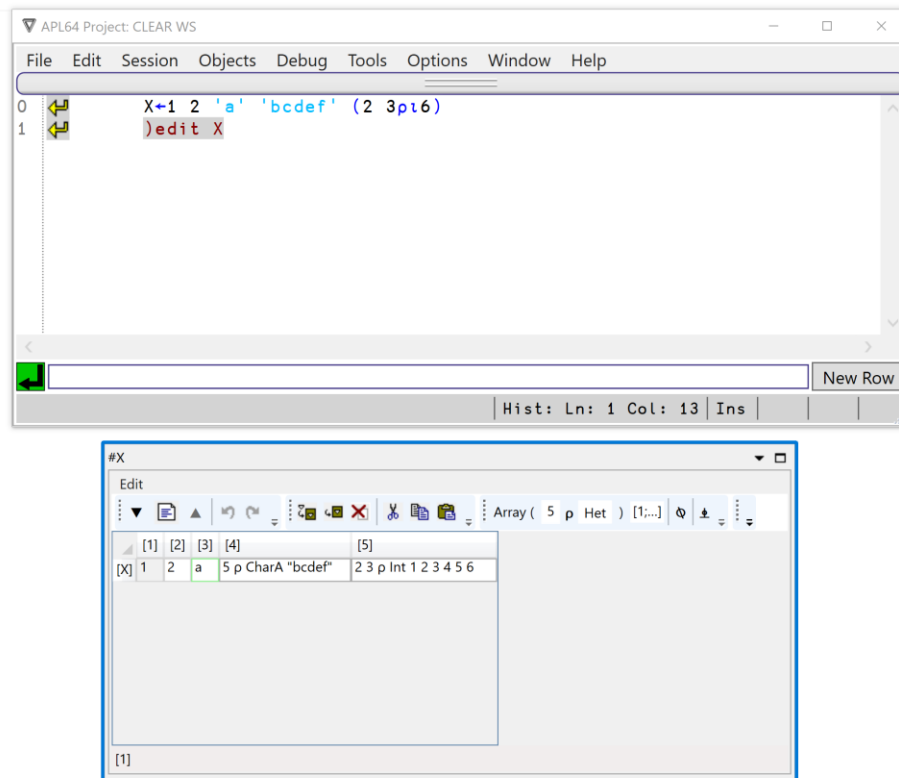 APL64 Project: CLEAR WS
File Edit Session Objects Debug Tools Options Window Help
0 X←1 2 'a' 'bcdef' (2 3⍴⍳6)
1 )edit X
New Row
Hist: Ln: 1 Col: 13 Ins
#X
Edit
Array ( 5 ⍴ Het ) [1;...]
[1] [2] [3] [4] [5]
[X] 1 2 a 5 ⍴ CharA "bcdef" 2 3 ⍴ Int 1 2 3 4 5 6
[1]